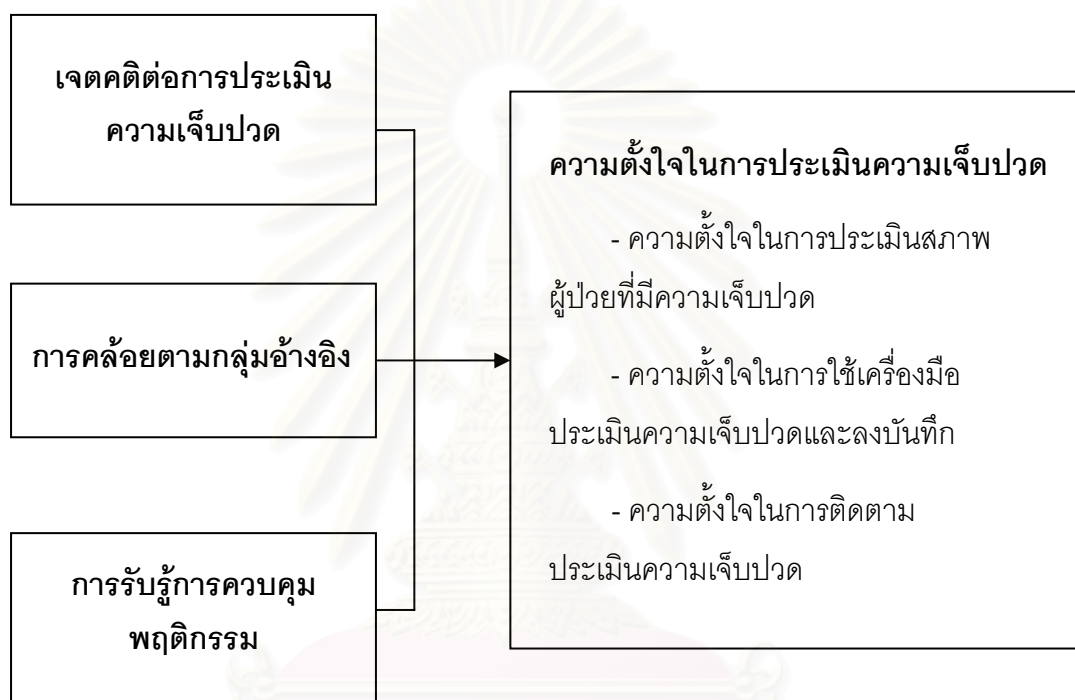 เจตคติต่อการประเมิน
ความเจ็บปวด
การคล้อยตามกลุ่มอ้างอิง
การรับรู้การควบคุม
พฤติกรรม
ความตั้งใจในการประเมินความเจ็บปวด
- ความตั้งใจในการประเมินสภาพ
ผู้ป่วยที่มีความเจ็บปวด
- ความตั้งใจในการใช้เครื่องมือ
ประเมินความเจ็บปวดและลงบันทึก
- ความตั้งใจในการติดตาม
ประเมินความเจ็บปวด